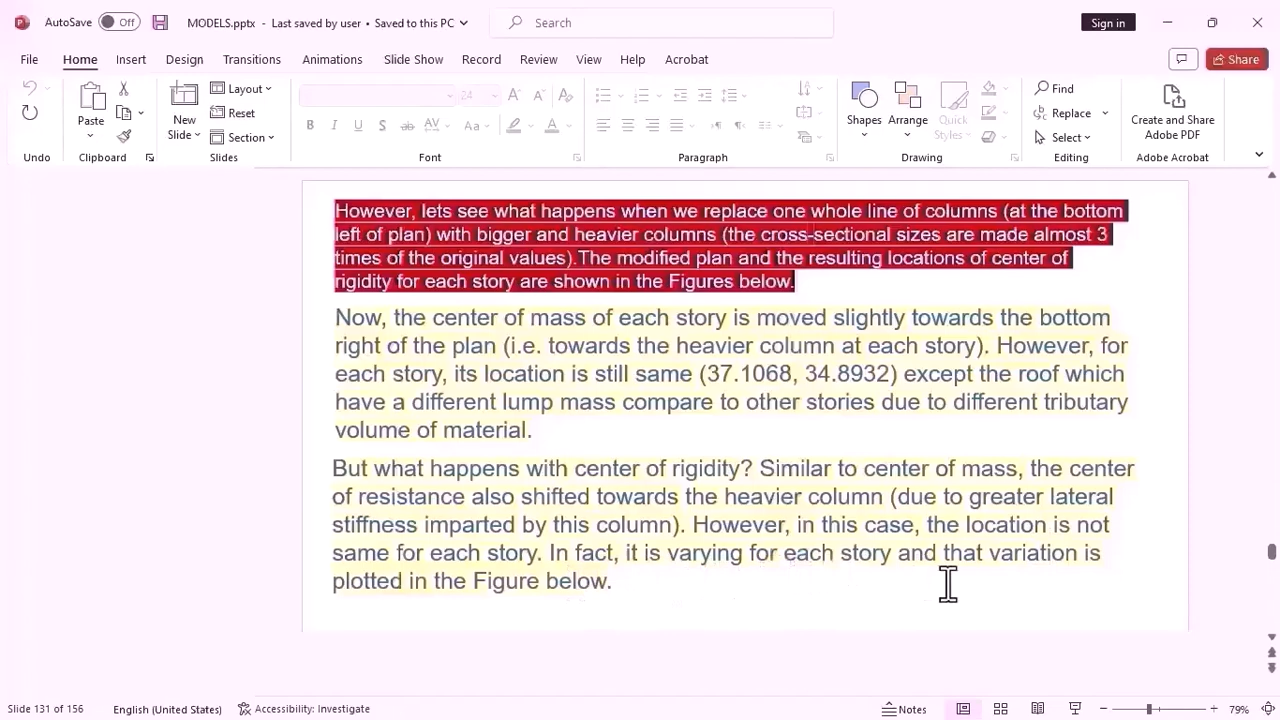 AutoSave Off MODELS.pptx • Last saved by user • Saved to this PC Search Sign in
File Home Insert Design Transitions Animations Slide Show Record Review View Help Acrobat Share
Paste New Slide Layout Reset Section 24 Shapes Arrange Quick Styles Find Replace Select Create and Share Adobe PDF
Undo Clipboard Slides Font Paragraph Drawing Editing Adobe Acrobat
However, lets see what happens when we replace one whole line of columns (at the bottom
left of plan) with bigger and heavier columns (the cross-sectional sizes are made almost 3
times of the original values).The modified plan and the resulting locations of center of
rigidity for each story are shown in the Figures below.
Now, the center of mass of each story is moved slightly towards the bottom
right of the plan (i.e. towards the heavier column at each story). However, for
each story, its location is still same (37.1068, 34.8932) except the roof which
have a different lump mass compare to other stories due to different tributary
volume of material.
But what happens with center of rigidity? Similar to center of mass, the center
of resistance also shifted towards the heavier column (due to greater lateral
stiffness imparted by this column). However, in this case, the location is not
same for each story. In fact, it is varying for each story and that variation is
plotted in the Figure below.
Slide 131 of 156 English (United States) Accessibility: Investigate Notes 79%